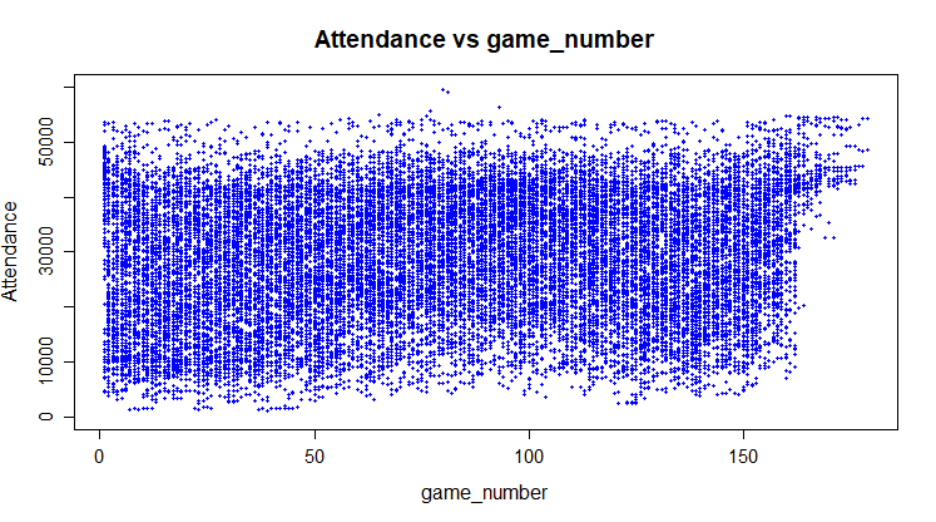 Attendance vs game_number
Attendance
50000
30000
10000
0
0 50 100 150
game_number